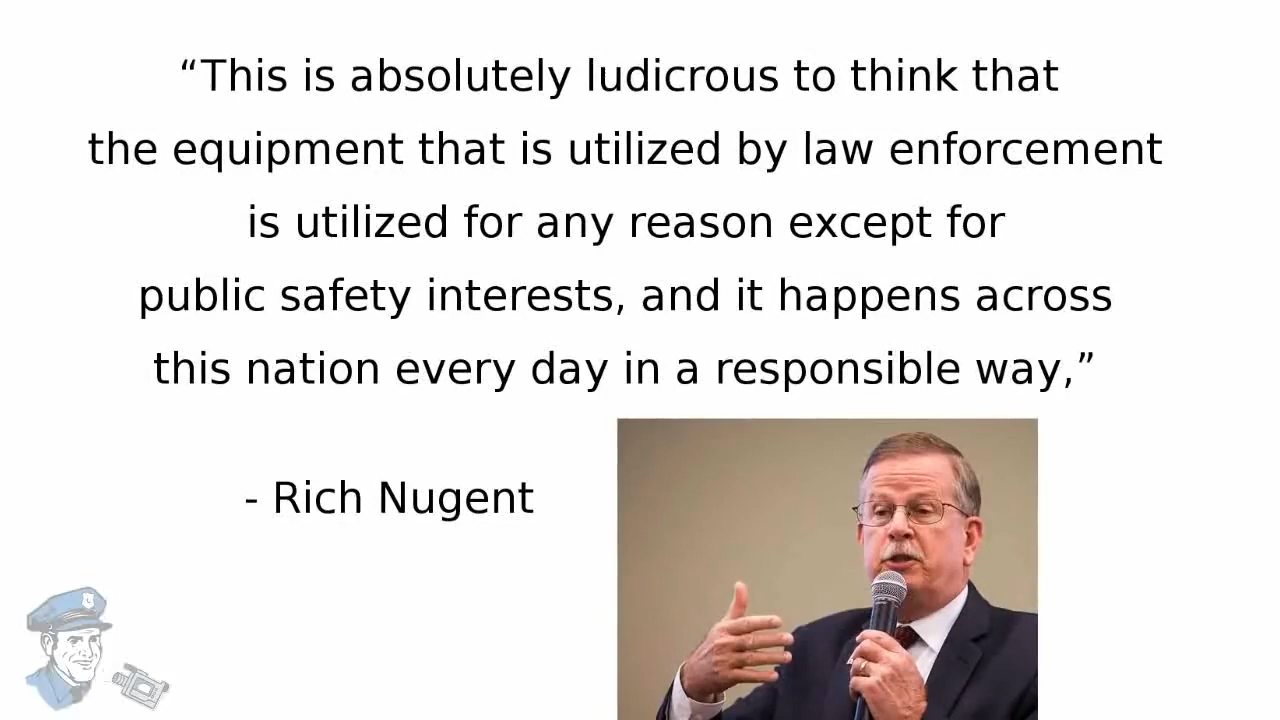 “This is absolutely ludicrous to think that
the equipment that is utilized by law enforcement
is utilized for any reason except for
public safety interests, and it happens across
this nation every day in a responsible way,”
- Rich Nugent